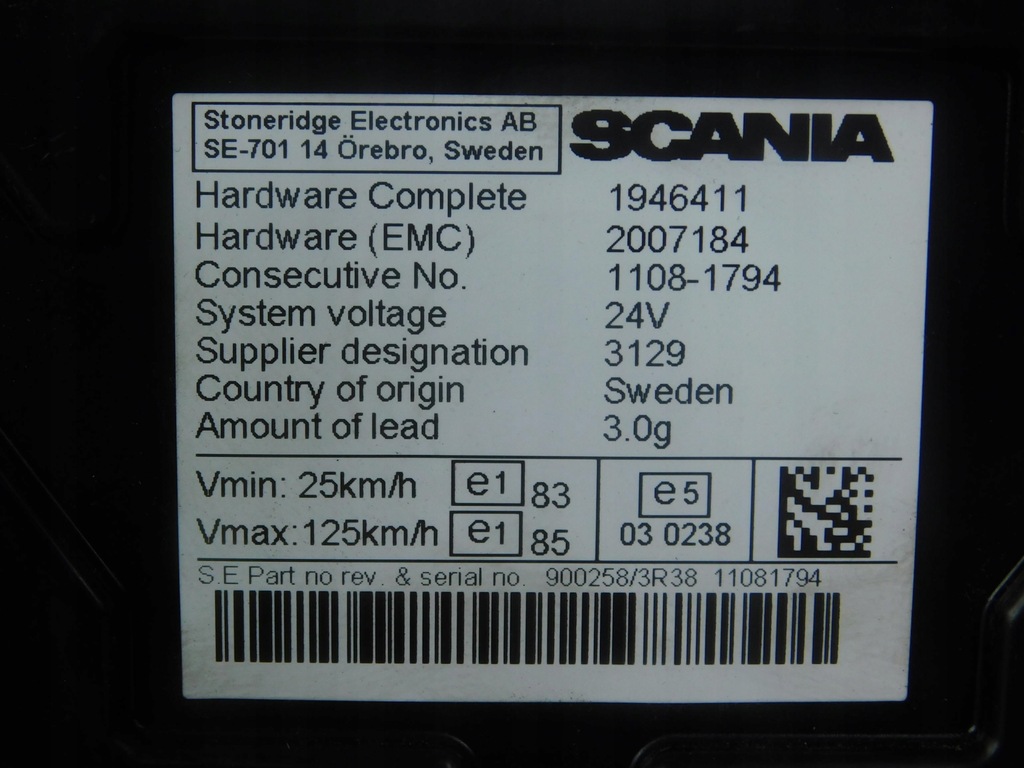 Stoneridge Electronics AB
SE-701 14 Örebro, Sweden
SCANIA
Hardware Complete 1946411
Hardware (EMC) 2007184
Consecutive No. 1108-1794
System voltage 24V
Supplier designation 3129
Country of origin Sweden
Amount of lead 3.0g
Vmin: 25km/h e1 83
Vmax:125km/h e1 85
e5
03 0238
S.E Part no rev. & serial no. 900258/3R38 11081794